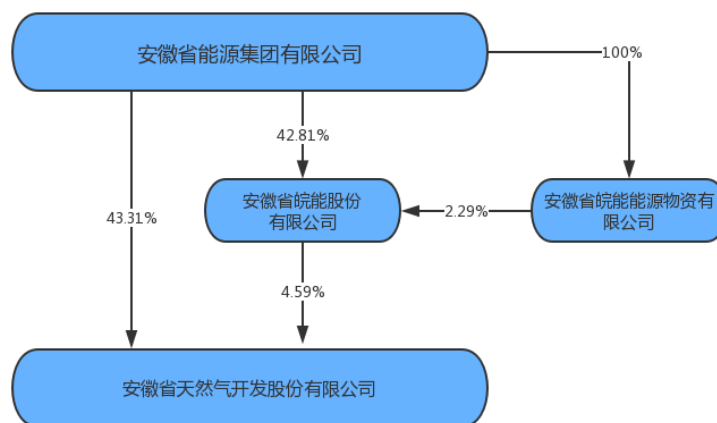 安徽省能源集团有限公司
100%
42.81%
安徽省皖能股份
有限公司
安徽省皖能能源物资有
限公司
43.31%
2.29%
4.59%
安徽省天然气开发股份有限公司